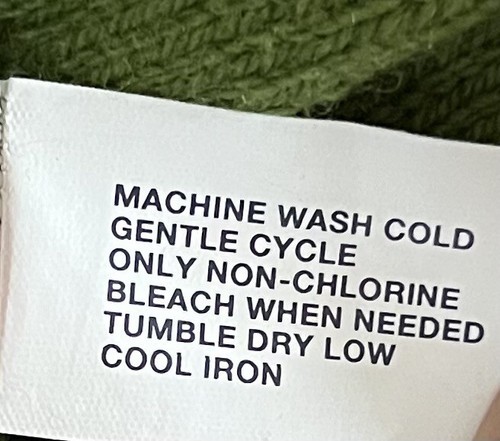 MACHINE WASH COLD
GENTLE CYCLE
ONLY NON-CHLORINE
BLEACH WHEN NEEDED
TUMBLE DRY LOW
COOL IRON